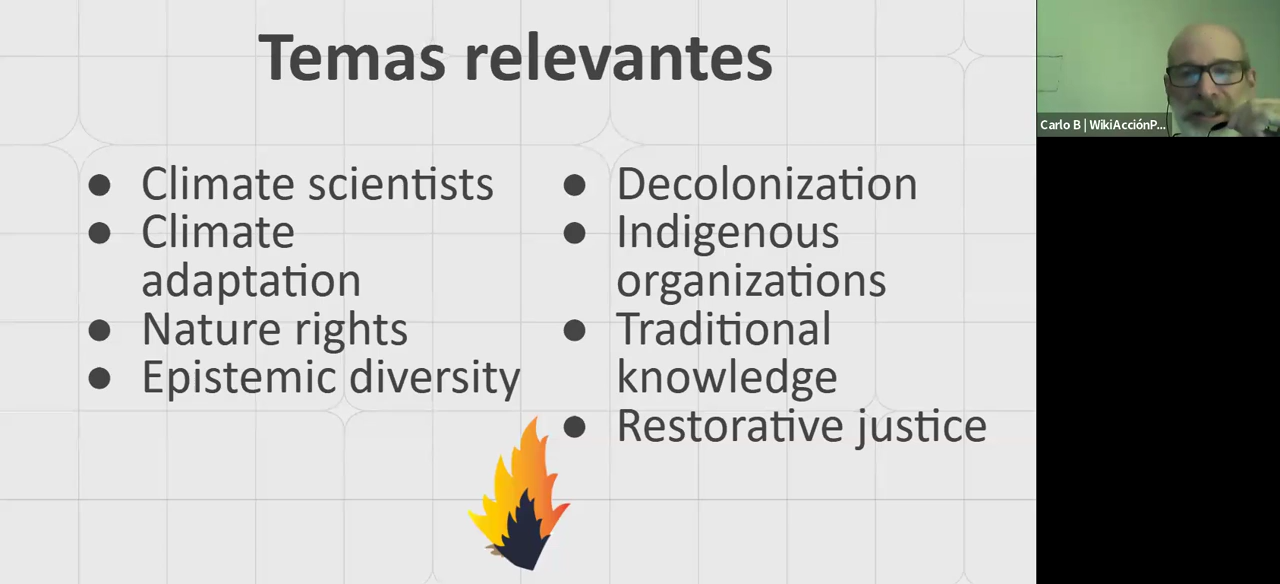 Temas relevantes
● Climate scientists
● Climate
adaptation
● Nature rights
● Epistemic diversity
● Decolonization
● Indigenous
organizations
● Traditional
knowledge
● Restorative justice
Carlo B | WikiAcciónP...